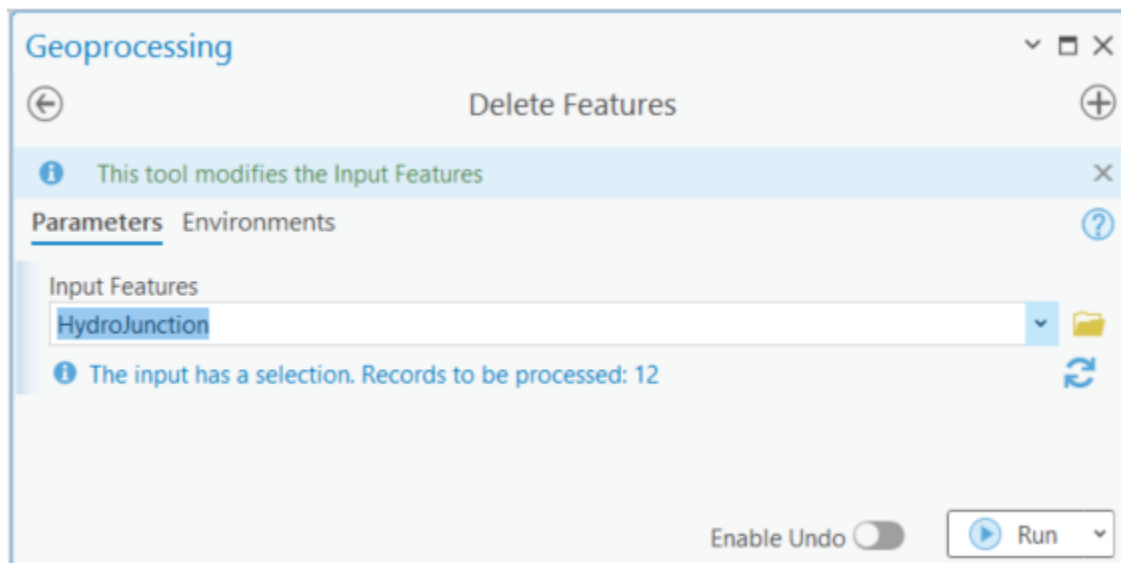 Geoprocessing
Delete Features
This tool modifies the Input Features
Parameters Environments
Input Features
HydroJunction
The input has a selection. Records to be processed: 12
Enable Undo Run